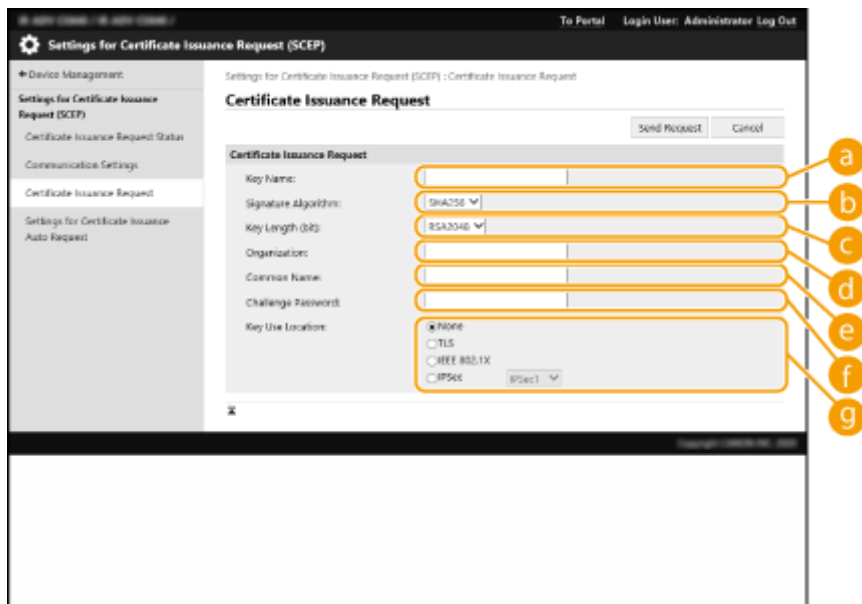 To Portal Login User: Administrator Log Out
Settings for Certificate Issuance Request (SCEP)
Device Management
Settings for Certificate Issuance Request (SCEP) : Certificate Issuance Request
Settings for Certificate Issuance
Request (SCEP)
Certificate Issuance Request Status
Communication Settings
Certificate Issuance Request
Settings for Certificate Issuance
Auto Request
Certificate Issuance Request
Send Request Cancel
Certificate Issuance Request
Key Name: a
Signature Algorithm: SHA256 b
Key Length (bit): RSA2048 c
Organization: d
Common Name: e
Challenge Password: f
Key Use Location: None
TLS
IEEE 802.1X
IPSec IPSec1
g